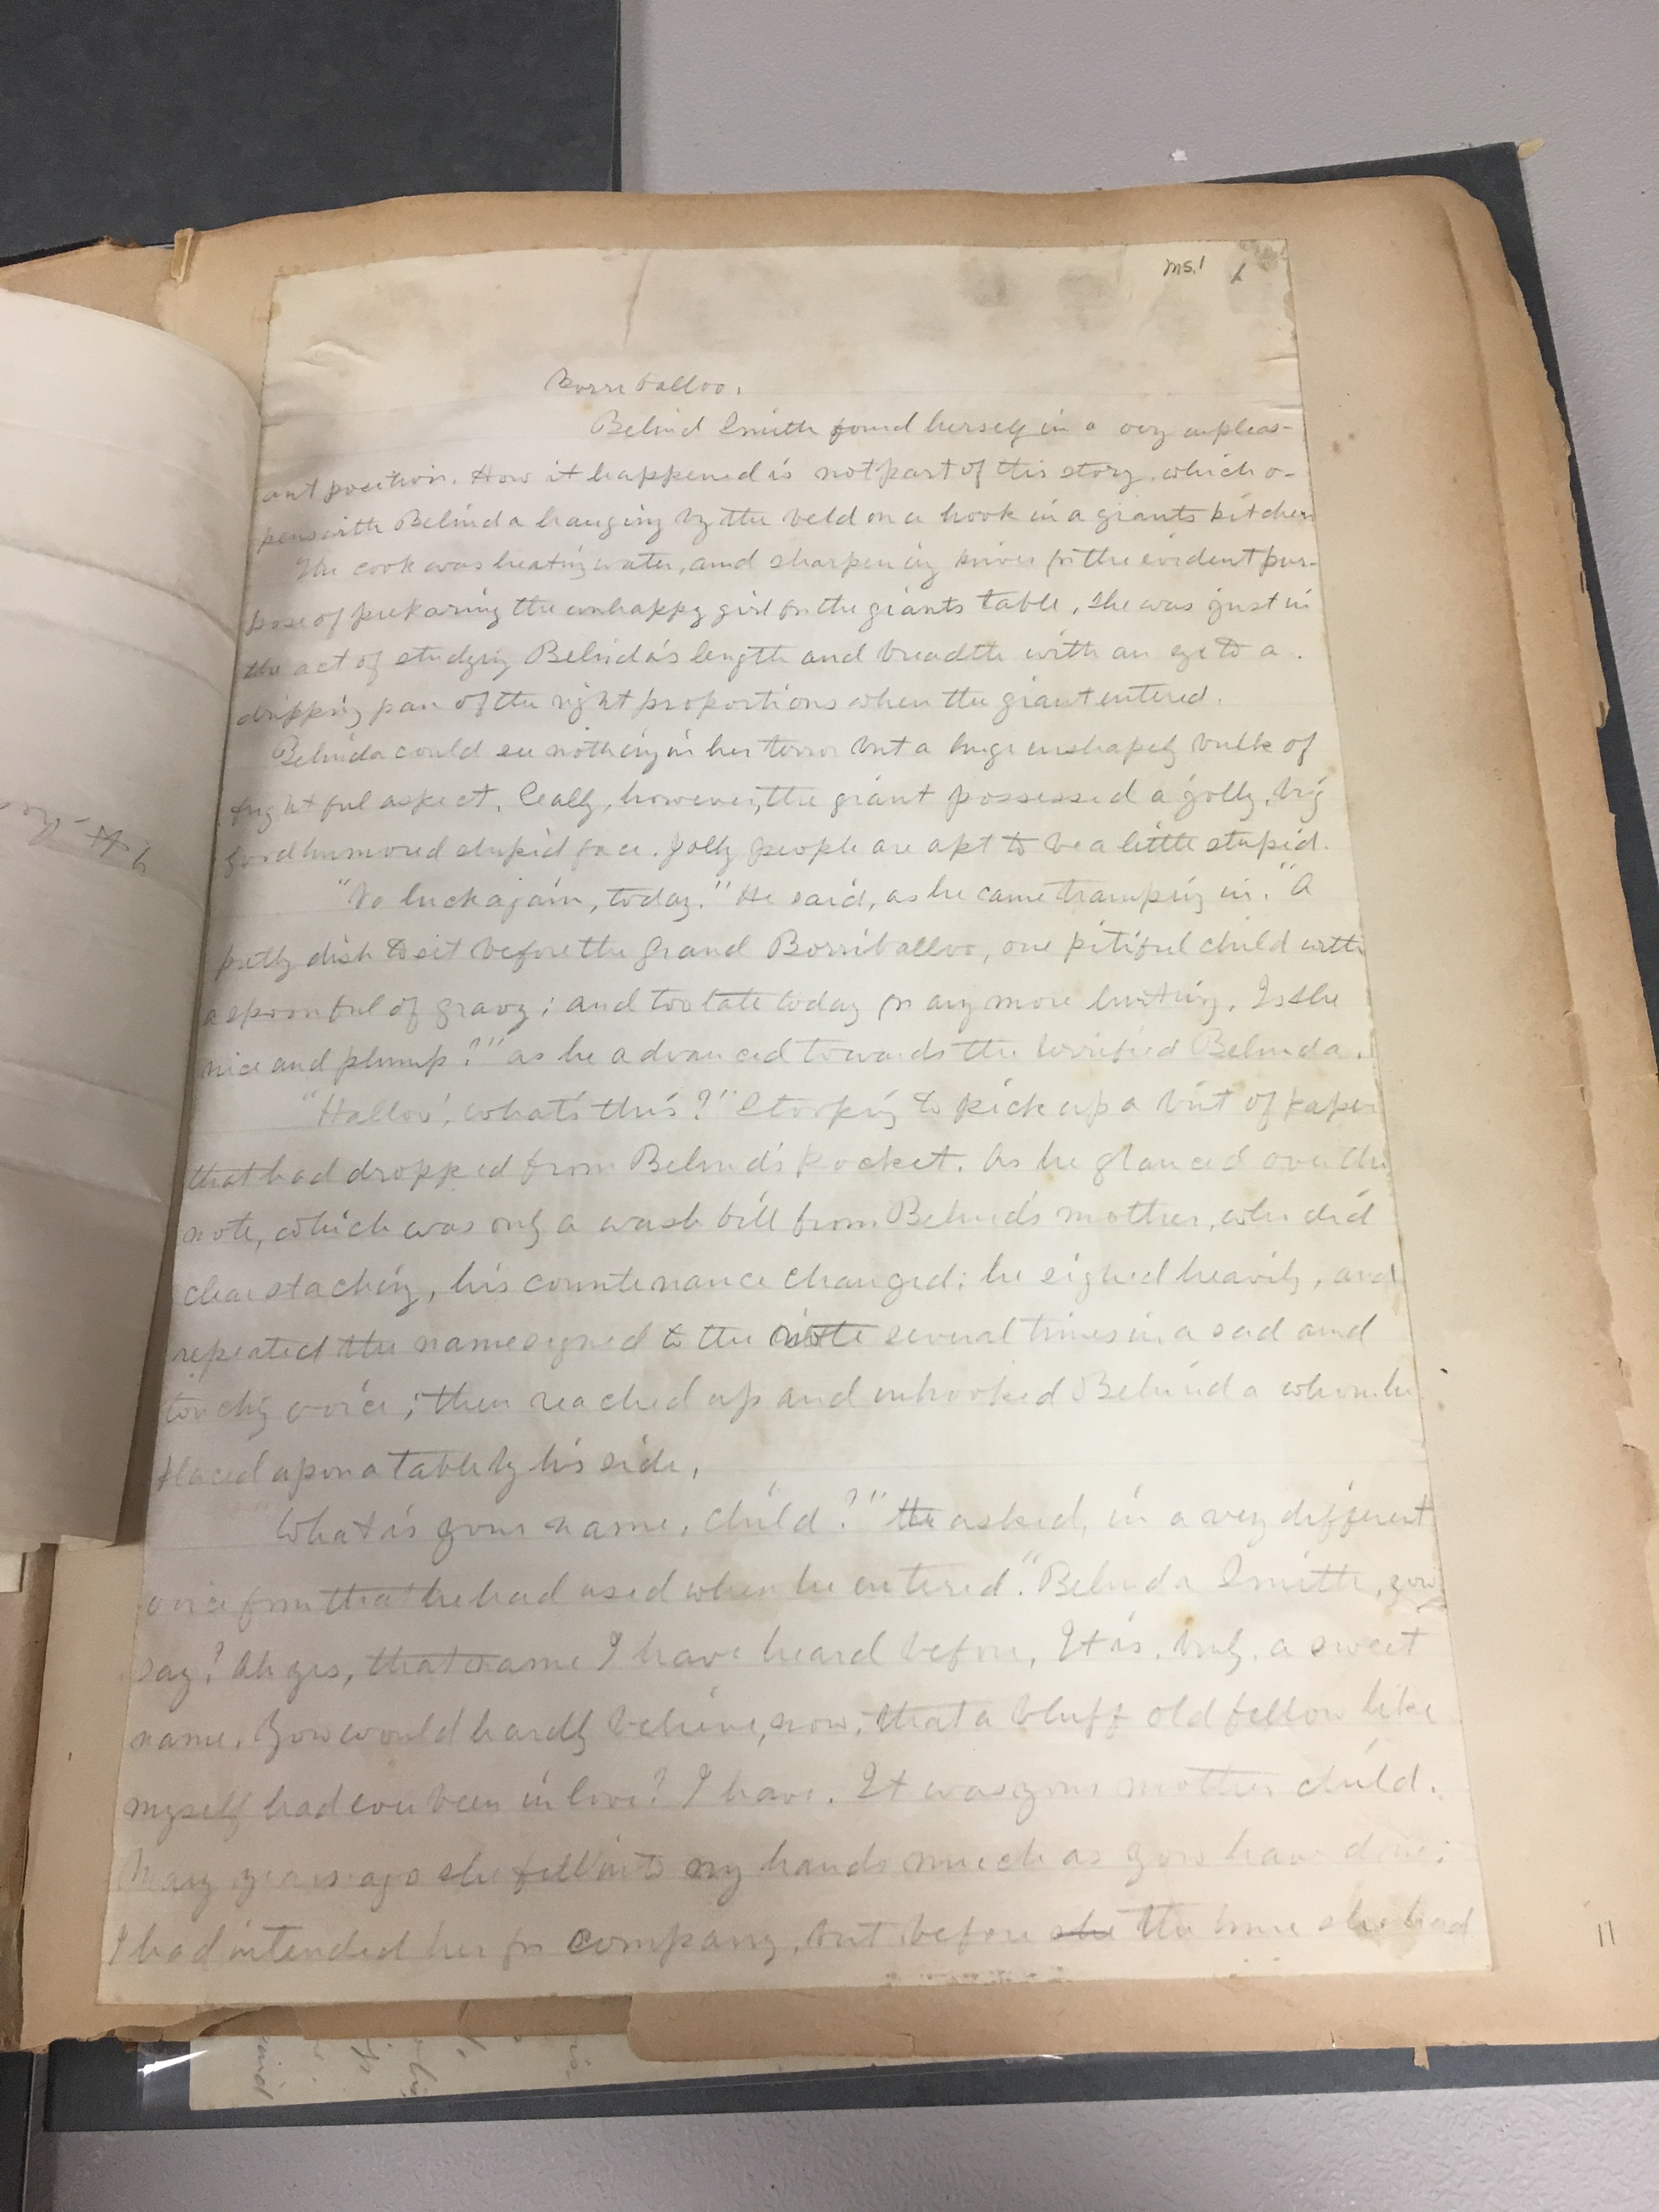 ms.1 1
Borriballoo.
Belind Smith found herself in a very unpleas-
ant position. How it happened is not part of this story, which o-
pens with Belinda hanging by the belt on a hook in a giants kitchen
The cook was heating water, and sharpening knives for the evident pur-
pose of preparing the unhappy girl for the giants table, she was just in
the act of studying Belinda's length and breadth with an eye to a
dripping pan of the right proportions when the giant entered.
Belinda could see nothing in her terror but a huge unshapely bulk of
frightful aspect. Really, however, the giant possessed a jolly, big
good humored stupid face. Jolly people are apt to be a little stupid.
"No luck again, today." He said, as he came tramping in. "A
pretty dish to set before the grand Borriballoo, one pitiful child with
a spoonful of gravy; and too late today for any more hunting. Is she
nice and plump?" as he advanced towards the terrified Belinda.
"Halloo, what's this?" Stooping to pick up a bit of paper
that had dropped from Belind's pocket. As he glanced over the
note, which was only a wash bill from Belind's mother, who did
clear staching, his countenance changed; he sighed heavily, and
repeated the name signed to the note several times in a sad and
touchig voice; then reached up and unhooked Belinda whom he
placed upon a table by his side,
"What is your name, child?" He asked, in a very different
voice from that he had used when he entered. "Belinda Smith, you
say? Ah yes, that name I have heard before, It is, truly, a sweet
name. You would hardly believe, now, that a bluff old fellow like
myself had ever been in love? I have. It was your mother child.
Many years ago she fell into my hands much as you have done;
I had intended her for company, but before she the time she had
11